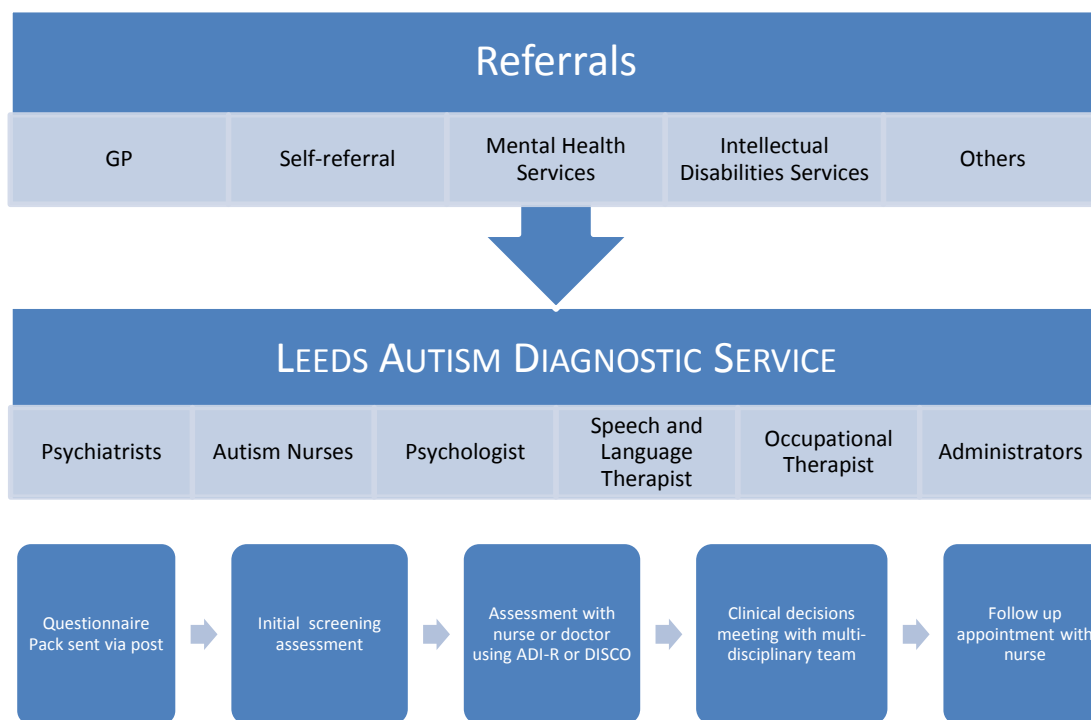 Referrals
GP
Self-referral
Mental Health
Services
Intellectual
Disabilities Services
Others
LEEDS AUTISM DIAGNOSTIC SERVICE
Psychiatrists
Autism Nurses
Psychologist
Speech and
Language
Therapist
Occupational
Therapist
Administrators
Questionnaire
Pack sent via post
Initial screening
assessment
Assessment with
nurse or doctor
using ADI-R or DISCO
Clinical decisions
meeting with multi-
disciplinary team
Follow up
appointment with
nurse